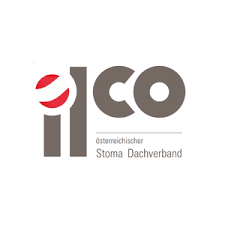 ilco
österreichischer
Stoma Dachverband